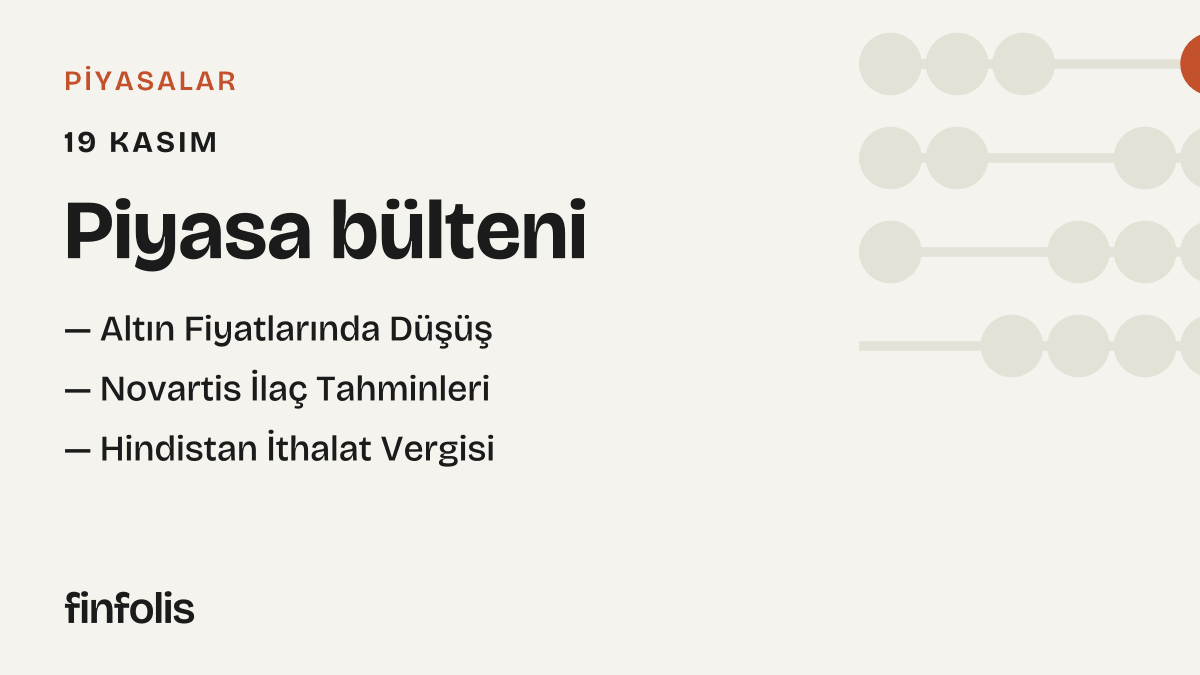 PİYASALAR
19 KASIM
Piyasa bülteni
— Altın Fiyatlarında Düşüş
— Novartis İlaç Tahminleri
— Hindistan İthalat Vergisi
finfolis